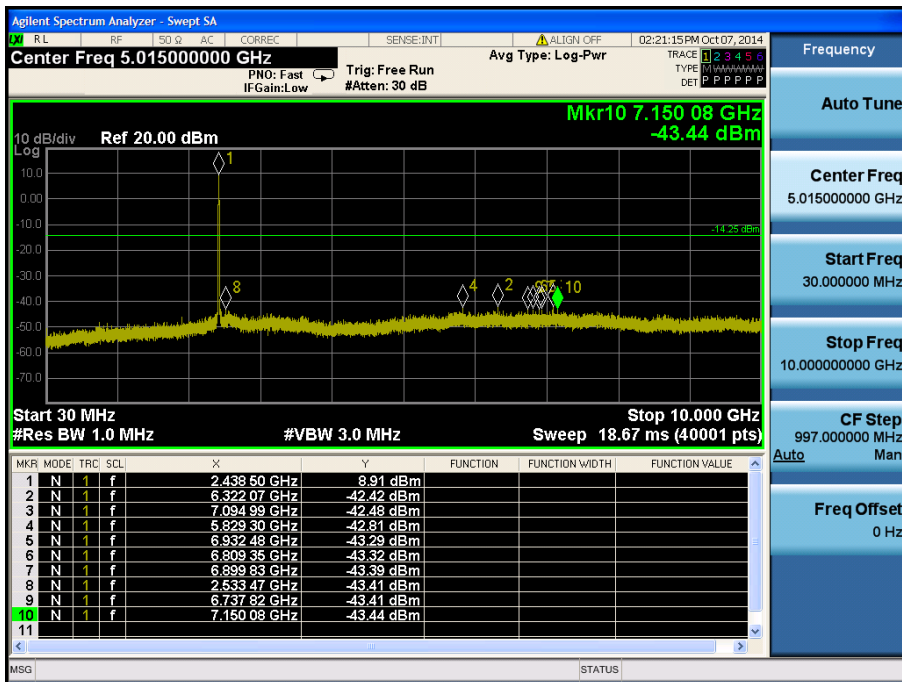 Agilent Spectrum Analyzer - Swept SA
LXI RL RF 50 Ω AC CORREC SENSE:INT ALIGN OFF 02:21:15PM Oct 07, 2014
Center Freq 5.015000000 GHz
PNO: Fast
IFGain:Low
Trig: Free Run
#Atten: 30 dB
Avg Type: Log-Pwr
TRACE 1 2 3 4 5 6
TYPE M WWWWW
DET P P P P P P
Mkr10 7.150 08 GHz
-43.44 dBm
10 dB/div Ref 20.00 dBm
Log
10.0
0.00
-10.0
-20.0
-30.0
-40.0
-50.0
-60.0
-70.0
1
8
4
2
10
-14.25 dBm
Start 30 MHz Stop 10.000 GHz
#Res BW 1.0 MHz #VBW 3.0 MHz Sweep 18.67 ms (40001 pts)
MKR MODE TRC SCL X Y FUNCTION FUNCTION WIDTH FUNCTION VALUE
1 N 1 f 2.438 50 GHz 8.91 dBm
2 N 1 f 6.322 07 GHz -42.42 dBm
3 N 1 f 7.094 99 GHz -42.48 dBm
4 N 1 f 5.829 30 GHz -42.81 dBm
5 N 1 f 6.932 48 GHz -43.29 dBm
6 N 1 f 6.809 35 GHz -43.32 dBm
7 N 1 f 6.899 83 GHz -43.39 dBm
8 N 1 f 2.533 47 GHz -43.41 dBm
9 N 1 f 6.737 82 GHz -43.41 dBm
10 N 1 f 7.150 08 GHz -43.44 dBm
11
MSG STATUS
Frequency
Auto Tune
Center Freq
5.015000000 GHz
Start Freq
30.000000 MHz
Stop Freq
10.000000000 GHz
CF Step
997.000000 MHz
Auto Man
Freq Offset
0 Hz